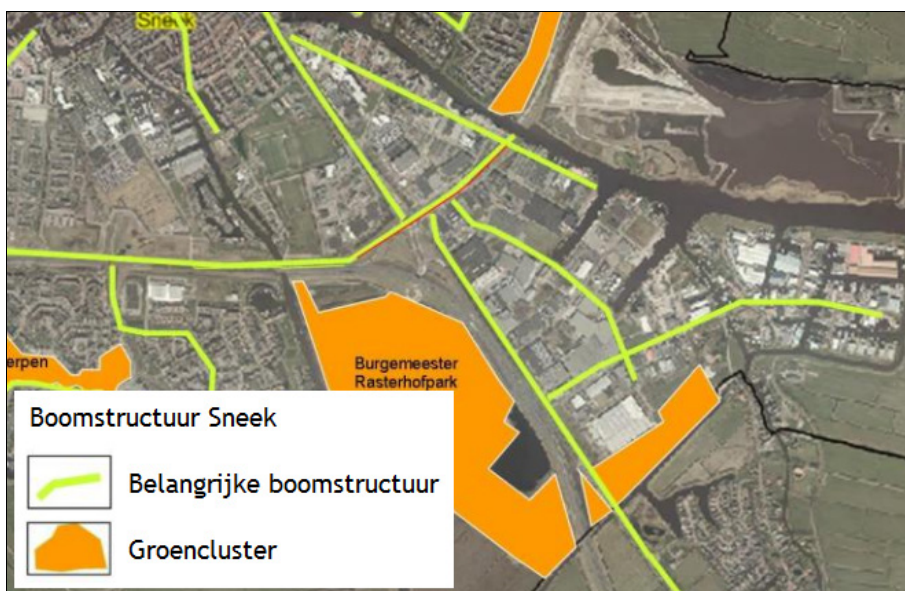 Sneek
erpen
Burgemeester
Rasterhofpark
Boomstructuur Sneek
Belangrijke boomstructuur
Groencluster